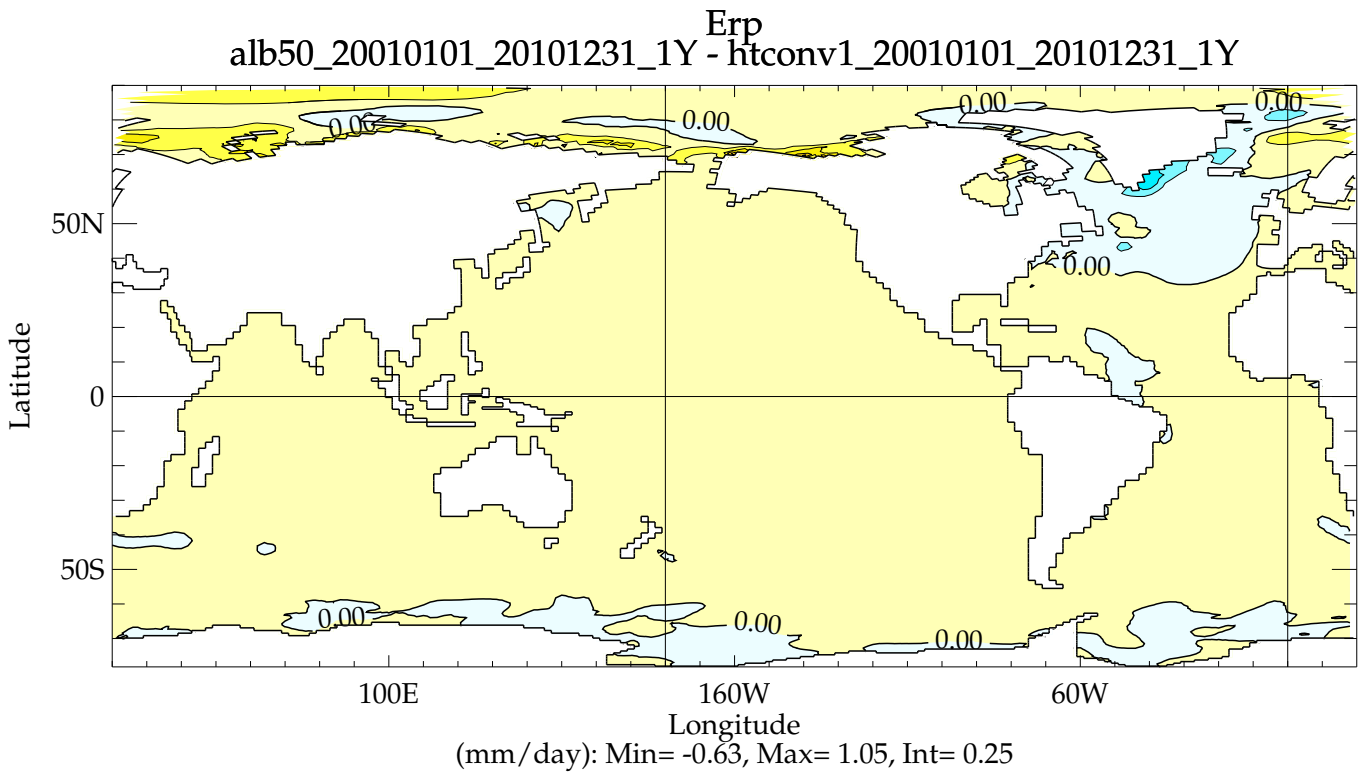 Erp
alb50_20010101_20101231_1Y - htconv1_20010101_20101231_1Y
0.00
0.00
0.00
0.00
50N
0.00
Latitude
0
50S
0.00
0.00
0.00
100E
160W
60W
Longitude
(mm/day): Min= -0.63, Max= 1.05, Int= 0.25